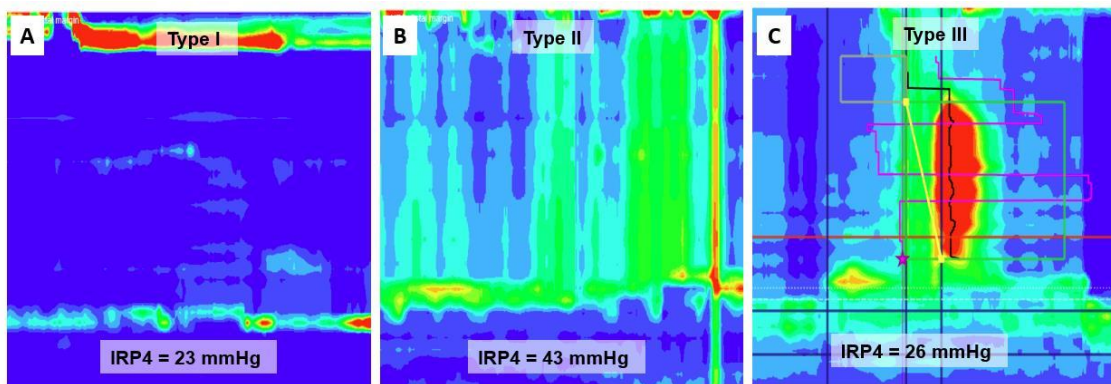 A
Type I
IRP4 = 23 mmHg
B
Type II
IRP4 = 43 mmHg
C
Type III
IRP4 = 26 mmHg